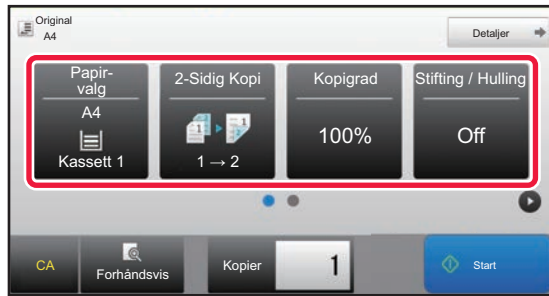 Original
A4
Detaljer
Papir-
valg
A4
Kassett 1
2-Sidig Kopi
1 → 2
Kopigrad
100%
Stifting / Hulling
Off
CA
Forhåndsvis
Kopier
1
Start